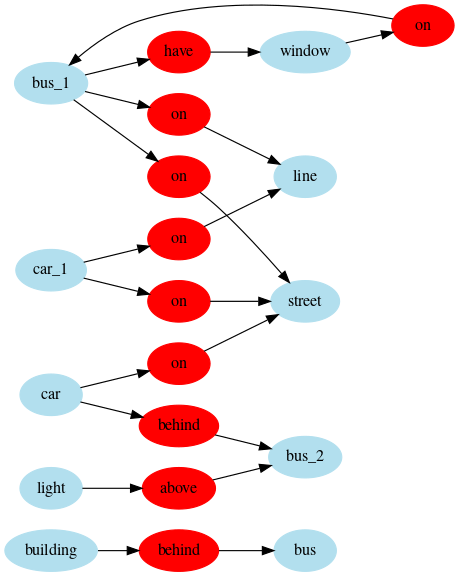 on
have
bus_1
window
on
on
line
on
car_1
on
street
on
car
behind
bus_2
light
above
building
behind
bus